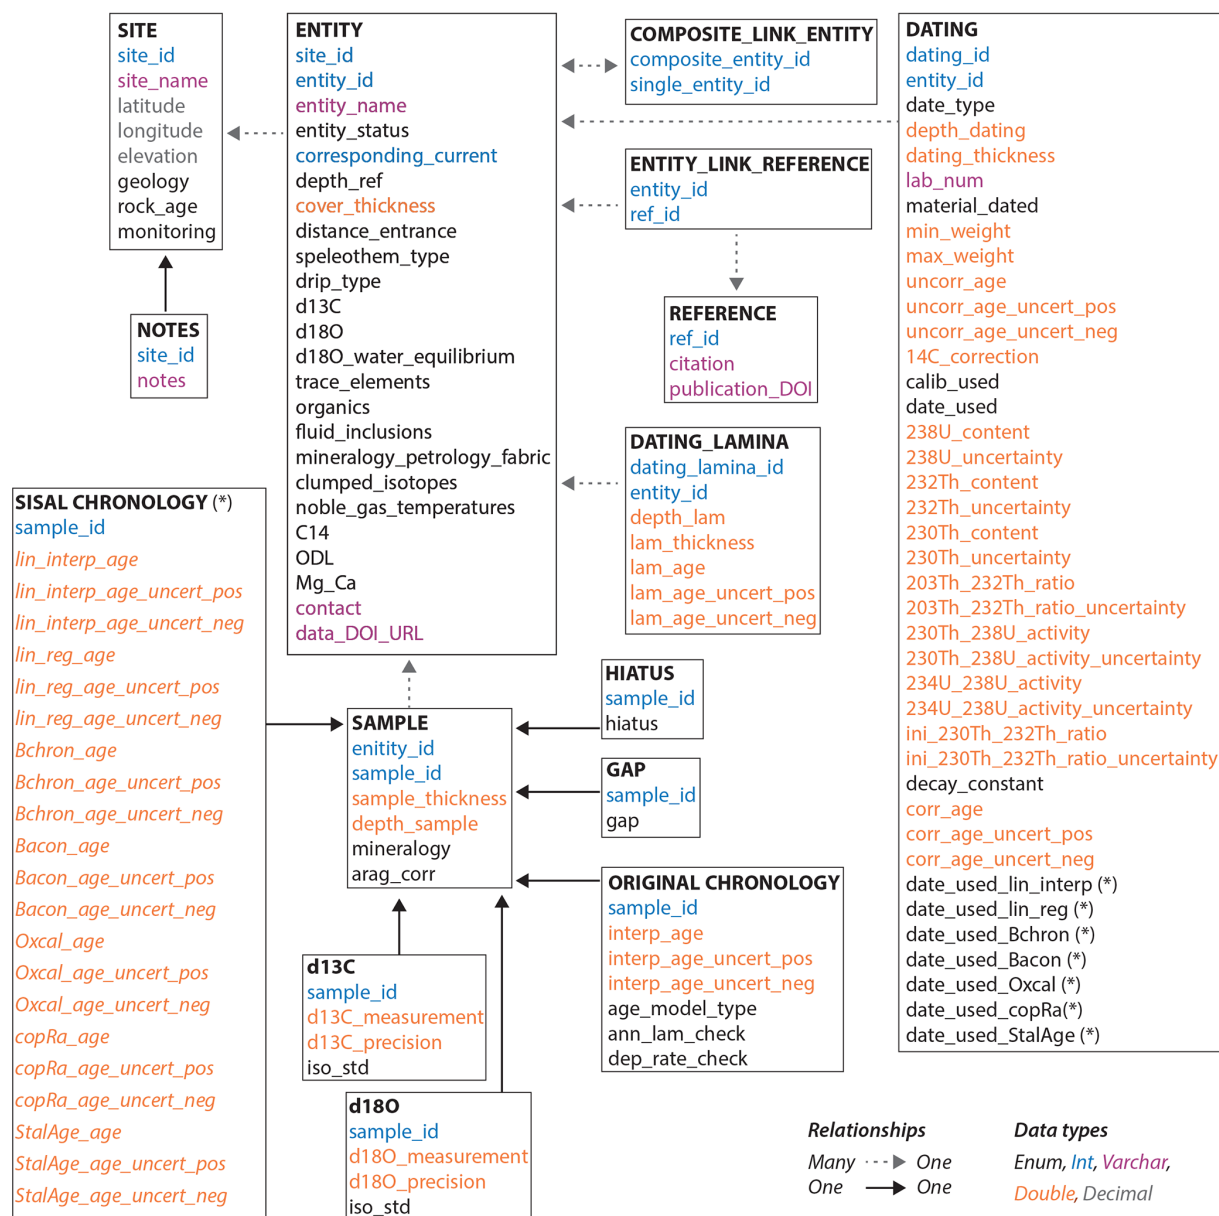 SITE
site_id
site_name
latitude
longitude
elevation
geology
rock_age
monitoring
NOTES
site_id
notes
ENTITY
site_id
entity_id
entity_name
entity_status
corresponding_current
depth_ref
cover_thickness
distance_entrance
speleothem_type
drip_type
d13C
d18O
d18O_water_equilibrium
trace_elements
organics
fluid_inclusions
mineralogy_petrology_fabric
clumped_isotopes
noble_gas_temperatures
C14
ODL
Mg_Ca
contact
data_DOI_URL
COMPOSITE_LINK_ENTITY
composite_entity_id
single_entity_id
ENTITY_LINK_REFERENCE
entity_id
ref_id
REFERENCE
ref_id
citation
publication_DOI
DATING_LAMINA
dating_lamina_id
entity_id
depth_lam
lam_thickness
lam_age
lam_age_uncert_pos
lam_age_uncert_neg
DATING
dating_id
entity_id
date_type
depth_dating
dating_thickness
lab_num
material_dated
min_weight
max_weight
uncorr_age
uncorr_age_uncert_pos
uncorr_age_uncert_neg
14C_correction
calib_used
date_used
238U_content
238U_uncertainty
232Th_content
232Th_uncertainty
230Th_content
230Th_uncertainty
203Th_232Th_ratio
203Th_232Th_ratio_uncertainty
230Th_238U_activity
230Th_238U_activity_uncertainty
234U_238U_activity
234U_238U_activity_uncertainty
ini_230Th_232Th_ratio
ini_230Th_232Th_ratio_uncertainty
decay_constant
corr_age
corr_age_uncert_pos
corr_age_uncert_neg
date_used_lin_interp (*)
date_used_lin_reg (*)
date_used_Bchron (*)
date_used_Bacon (*)
date_used_Oxcal (*)
date_used_copRa(*)
date_used_StalAge (*)
SISAL CHRONOLOGY (*)
sample_id
lin_interp_age
lin_interp_age_uncert_pos
lin_interp_age_uncert_neg
lin_reg_age
lin_reg_age_uncert_pos
lin_reg_age_uncert_neg
Bchron_age
Bchron_age_uncert_pos
Bchron_age_uncert_neg
Bacon_age
Bacon_age_uncert_pos
Bacon_age_uncert_neg
Oxcal_age
Oxcal_age_uncert_pos
Oxcal_age_uncert_neg
copRa_age
copRa_age_uncert_pos
copRa_age_uncert_neg
StalAge_age
StalAge_age_uncert_pos
StalAge_age_uncert_neg
SAMPLE
enitity_id
sample_id
sample_thickness
depth_sample
mineralogy
arag_corr
HIATUS
sample_id
hiatus
GAP
sample_id
gap
ORIGINAL CHRONOLOGY
sample_id
interp_age
interp_age_uncert_pos
interp_age_uncert_neg
age_model_type
ann_lam_check
dep_rate_check
d13C
sample_id
d13C_measurement
d13C_precision
iso_std
d18O
sample_id
d18O_measurement
d18O_precision
iso_std
Relationships
Many One
One One
Data types
Enum, Int, Varchar,
Double, Decimal